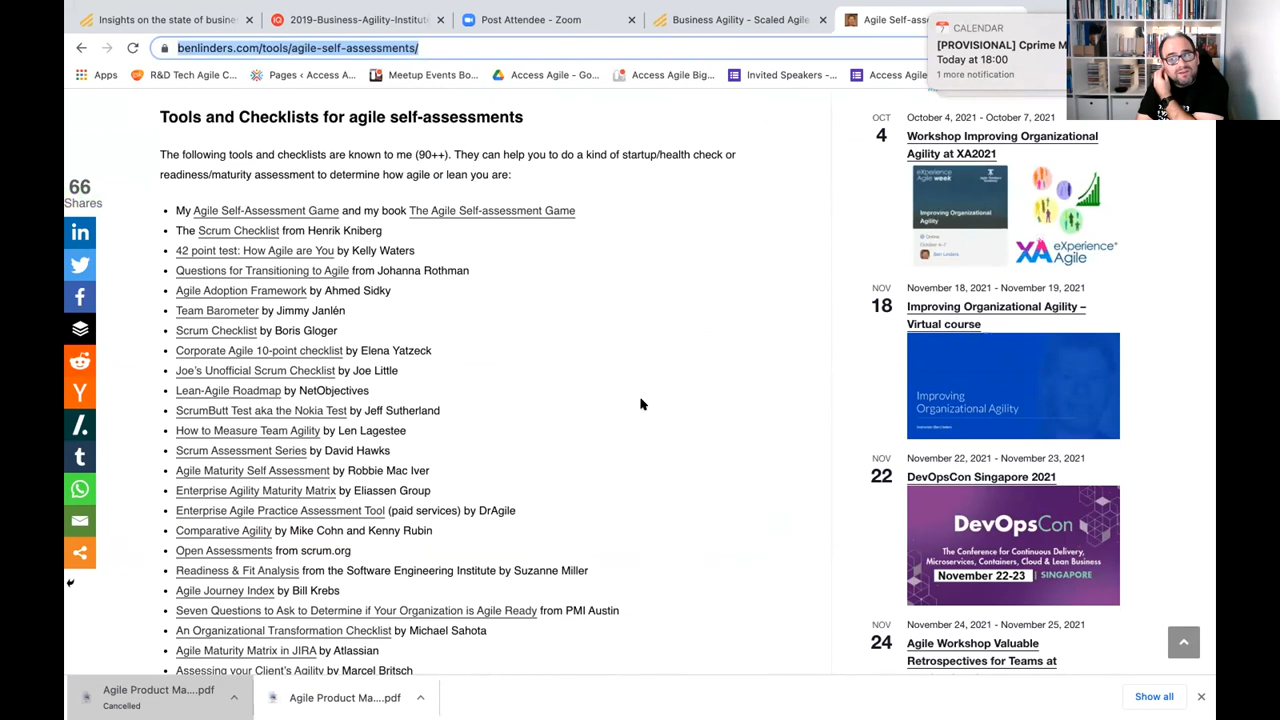 Insights on the state of busine
2019-Business-Agility-Institute
Post Attendee - Zoom
Business Agility - Scaled Agile
Agile Self-ass
benlinders.com/tools/agile-self-assessments/
CALENDAR
[PROVISIONAL] Cprime M
Today at 18:00
1 more notification
Apps
R&D Tech Agile C...
Pages ‹ Access A...
Meetup Events Bo...
Access Agile - Go...
Access Agile Big...
Invited Speakers -...
Access Agile
Tools and Checklists for agile self-assessments
The following tools and checklists are known to me (90++). They can help you to do a kind of startup/health check or
readiness/maturity assessment to determine how agile or lean you are:
66
Shares
• My Agile Self-Assessment Game and my book The Agile Self-assessment Game
• The Scrum Checklist from Henrik Kniberg
• 42 point test: How Agile are You by Kelly Waters
• Questions for Transitioning to Agile from Johanna Rothman
• Agile Adoption Framework by Ahmed Sidky
• Team Barometer by Jimmy Janlén
• Scrum Checklist by Boris Gloger
• Corporate Agile 10-point checklist by Elena Yatzeck
• Joe's Unofficial Scrum Checklist by Joe Little
• Lean-Agile Roadmap by NetObjectives
• ScrumButt Test aka the Nokia Test by Jeff Sutherland
• How to Measure Team Agility by Len Lagestee
• Scrum Assessment Series by David Hawks
• Agile Maturity Self Assessment by Robbie Mac Iver
• Enterprise Agility Maturity Matrix by Eliassen Group
• Enterprise Agile Practice Assessment Tool (paid services) by DrAgile
• Comparative Agility by Mike Cohn and Kenny Rubin
• Open Assessments from scrum.org
• Readiness & Fit Analysis from the Software Engineering Institute by Suzanne Miller
• Agile Journey Index by Bill Krebs
• Seven Questions to Ask to Determine if Your Organization is Agile Ready from PMI Austin
• An Organizational Transformation Checklist by Michael Sahota
• Agile Maturity Matrix in JIRA by Atlassian
• Assessing your Client's Agility by Marcel Britsch
OCT
4
October 4, 2021 - October 7, 2021
Workshop Improving Organizational
Agility at XA2021
eXperience
Agile week
Improving Organizational
Agility
Online
October 4-7
Ben Linders
XA eXperience
Agile
NOV
18
November 18, 2021 - November 19, 2021
Improving Organizational Agility –
Virtual course
Improving
Organizational Agility
NOV
22
November 22, 2021 - November 23, 2021
DevOpsCon Singapore 2021
DevOpsCon
The Conference for Continuous Delivery,
Microservices, Containers, Cloud & Lean Business
November 22-23 | SINGAPORE
NOV
24
November 24, 2021 - November 25, 2021
Agile Workshop Valuable
Retrospectives for Teams at
Agile Product Ma....pdf
Cancelled
Agile Product Ma....pdf
Show all